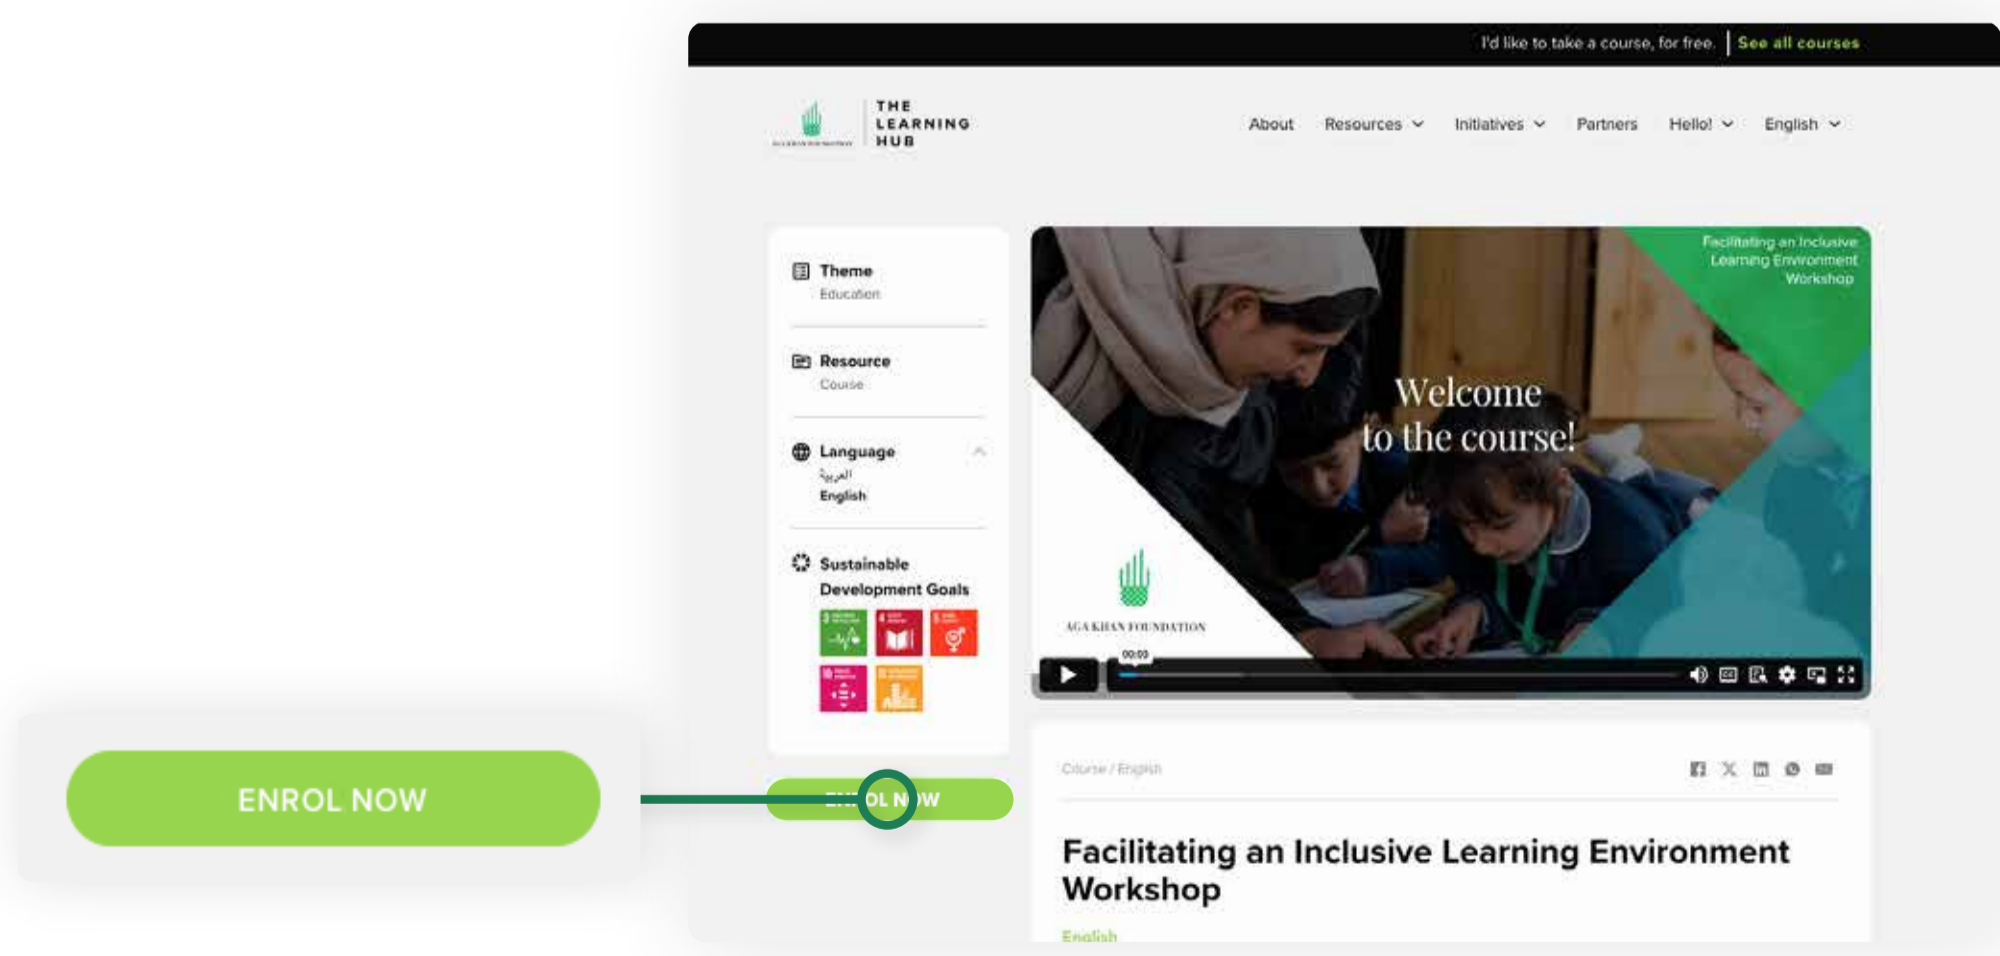 I'd like to take a course, for free. | See all courses
THE
LEARNING
HUB
About Resources Initiatives Partners Hello! English
Theme
Education
Resource
Course
Language
العربية
English
Sustainable
Development Goals
ENROL NOW
ENROL NOW
Facilitating an Inclusive
Learning Environment
Workshop
Welcome
to the course!
AGA KHAN FOUNDATION
00:03
Course / English
Facilitating an Inclusive Learning Environment
Workshop
English